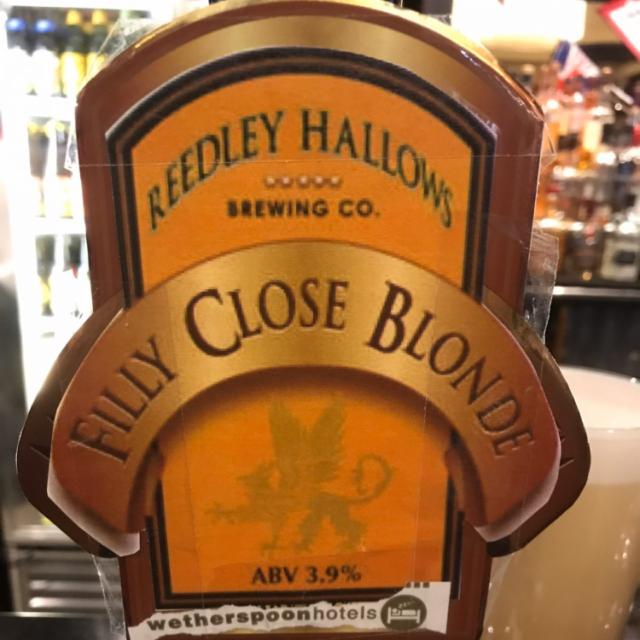 REEDLEY HALLOWS
BREWING CO.
FILLY CLOSE BLONDE
ABV 3.9%
wetherspoonhotels